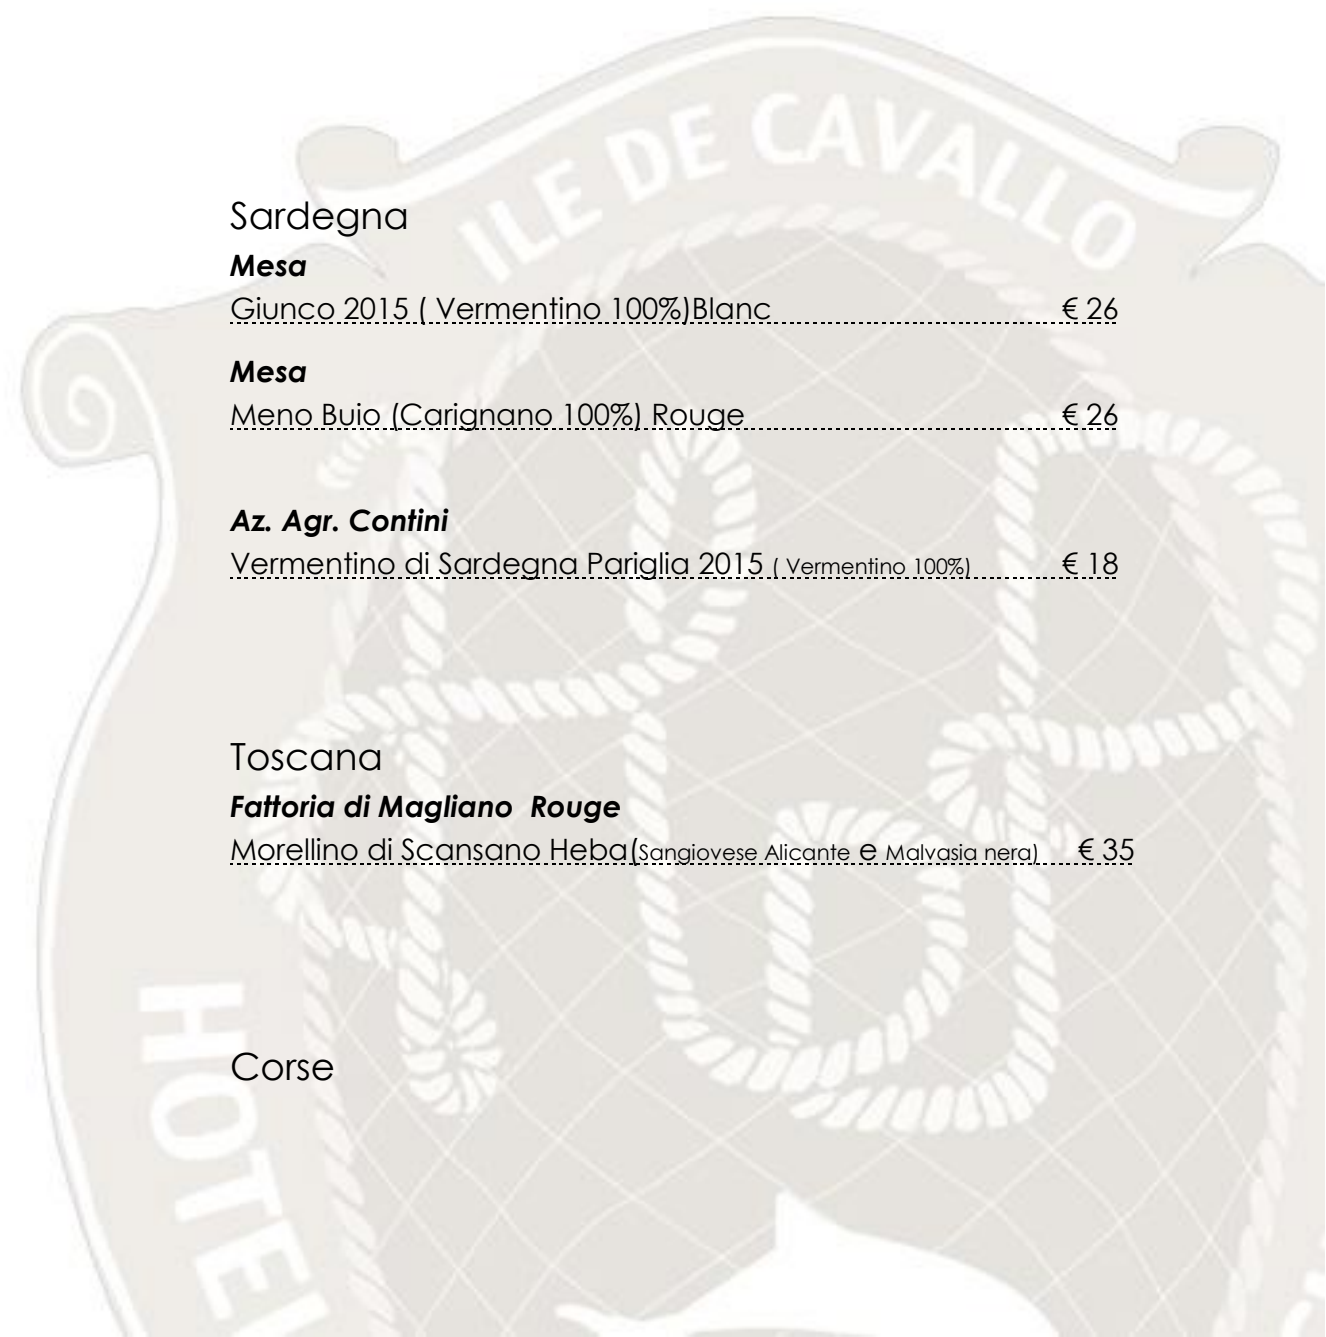 ILE DE CAVALLO
Sardegna
Mesa
Giunco 2015 ( Vermentino 100%)Blanc € 26
Mesa
Meno Buio (Carignano 100%) Rouge € 26
Az. Agr. Contini
Vermentino di Sardegna Pariglia 2015 ( Vermentino 100%) € 18
Toscana
Fattoria di Magliano Rouge
Morellino di Scansano Heba(Sangiovese Alicante e Malvasia nera) € 35
Corse
HOTEL